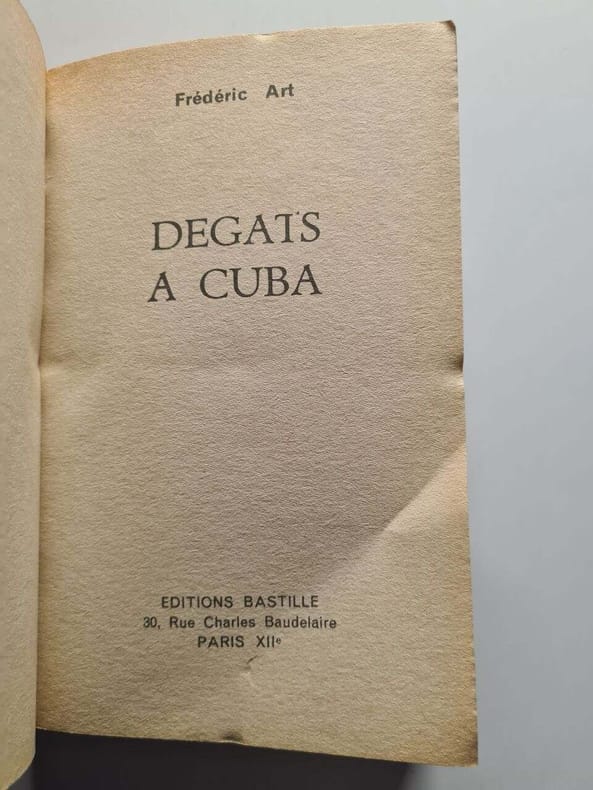 Frédéric Art
DEGATS
A CUBA
EDITIONS BASTILLE
30, Rue Charles Baudelaire
PARIS XIIᵉ